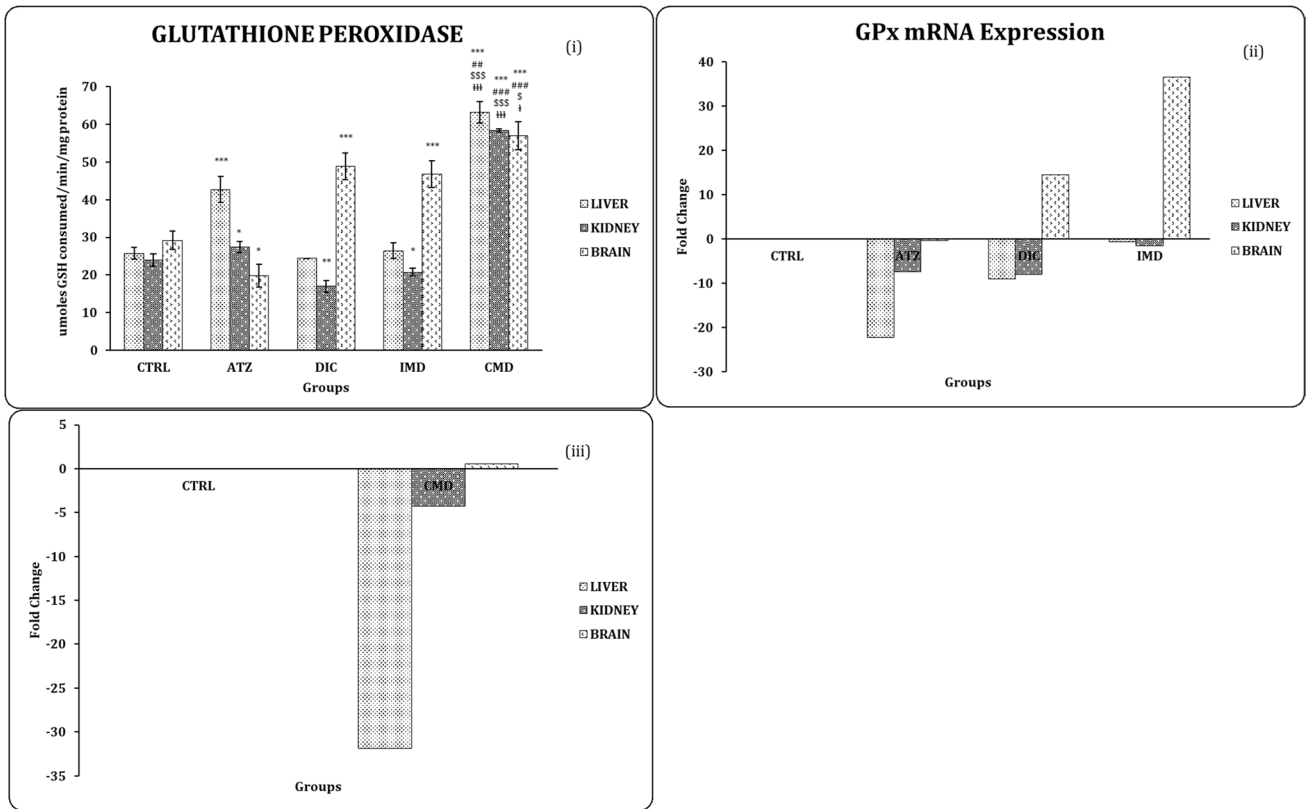 GLUTATHIONE PEROXIDASE
(i)
umoles GSH consumed/min/mg protein
70
60
50
40
30
20
10
0
***
*
*
**
***
*
***
***
##
$$$
ƗƗƗ
***
###
$$$
ƗƗƗ
***
###
$
Ɨ
CTRL
ATZ
DIC
IMD
CMD
Groups
LIVER
KIDNEY
BRAIN
GPx mRNA Expression
(ii)
Fold Change
40
30
20
10
0
-10
-20
-30
CTRL
ATZ
DIC
IMD
Groups
LIVER
KIDNEY
BRAIN
(iii)
Fold Change
5
0
-5
-10
-15
-20
-25
-30
-35
CTRL
CMD
Groups
LIVER
KIDNEY
BRAIN